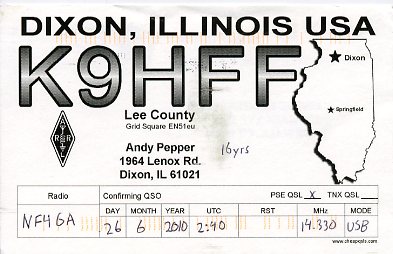 DIXON, ILLINOIS USA
K9HFF
Dixon
Springfield
Lee County
Grid Square EN51eu
Andy Pepper 16yrs
1964 Lenox Rd.
Dixon, IL 61021
Radio Confirming QSO PSE QSL X TNX QSL
DAY MONTH YEAR UTC RST MHz MODE
NF4GA 26 6 2010 2:40 14.330 USB
www.cheapqsls.com